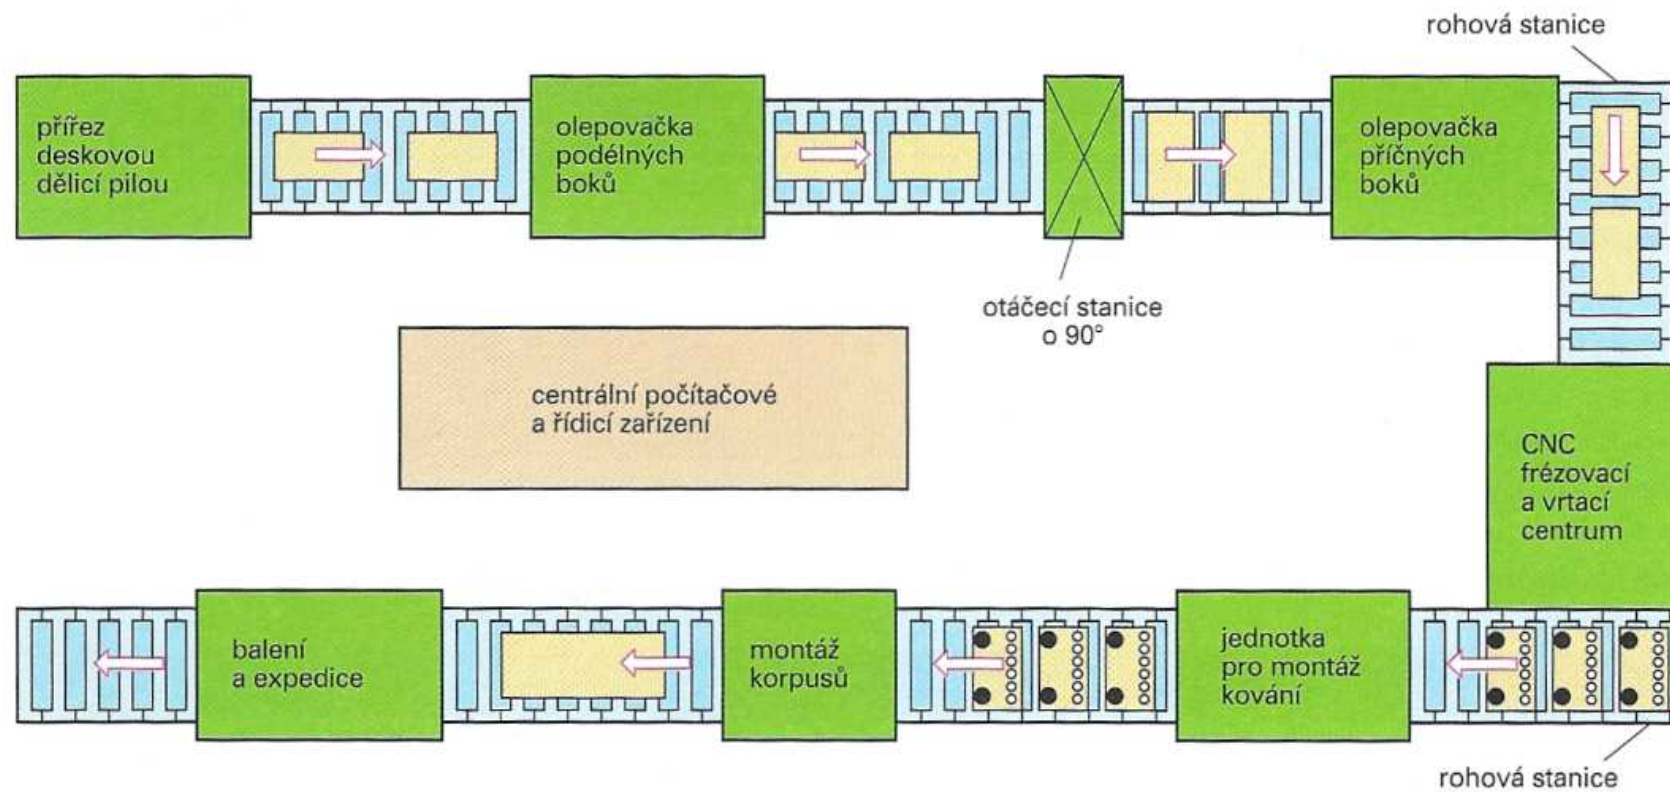 rohová stanice
přířez
deskovou
dělicí pilou
olepovačka
podélných
boků
olepovačka
příčných
boků
otáčecí stanice
o 90°
centrální počítačové
a řídicí zařízení
CNC
frézovací
a vrtací
centrum
balení
a expedice
montáž
korpusů
jednotka
pro montáž
kování
rohová stanice